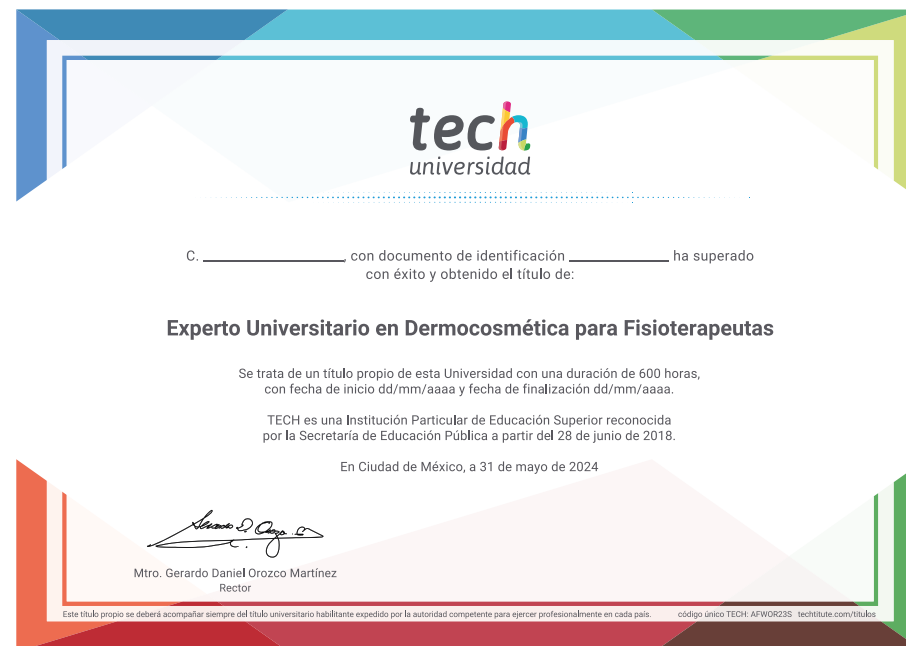 tech
universidad
C. ____________, con documento de identificación ____________ ha superado
con éxito y obtenido el título de:
Experto Universitario en Dermocosmética para Fisioterapeutas
Se trata de un título propio de esta Universidad con una duración de 600 horas,
con fecha de inicio dd/mm/aaaa y fecha de finalización dd/mm/aaaa.
TECH es una Institución Particular de Educación Superior reconocida
por la Secretaría de Educación Pública a partir del 28 de junio de 2018.
En Ciudad de México, a 31 de mayo de 2024
Mtro. Gerardo Daniel Orozco Martínez
Rector
Este título propio se deberá acompañar siempre del título universitario habilitante expedido por la autoridad competente para ejercer profesionalmente en cada país. código único TECH: AFWOR23S techtitute.com/titulos